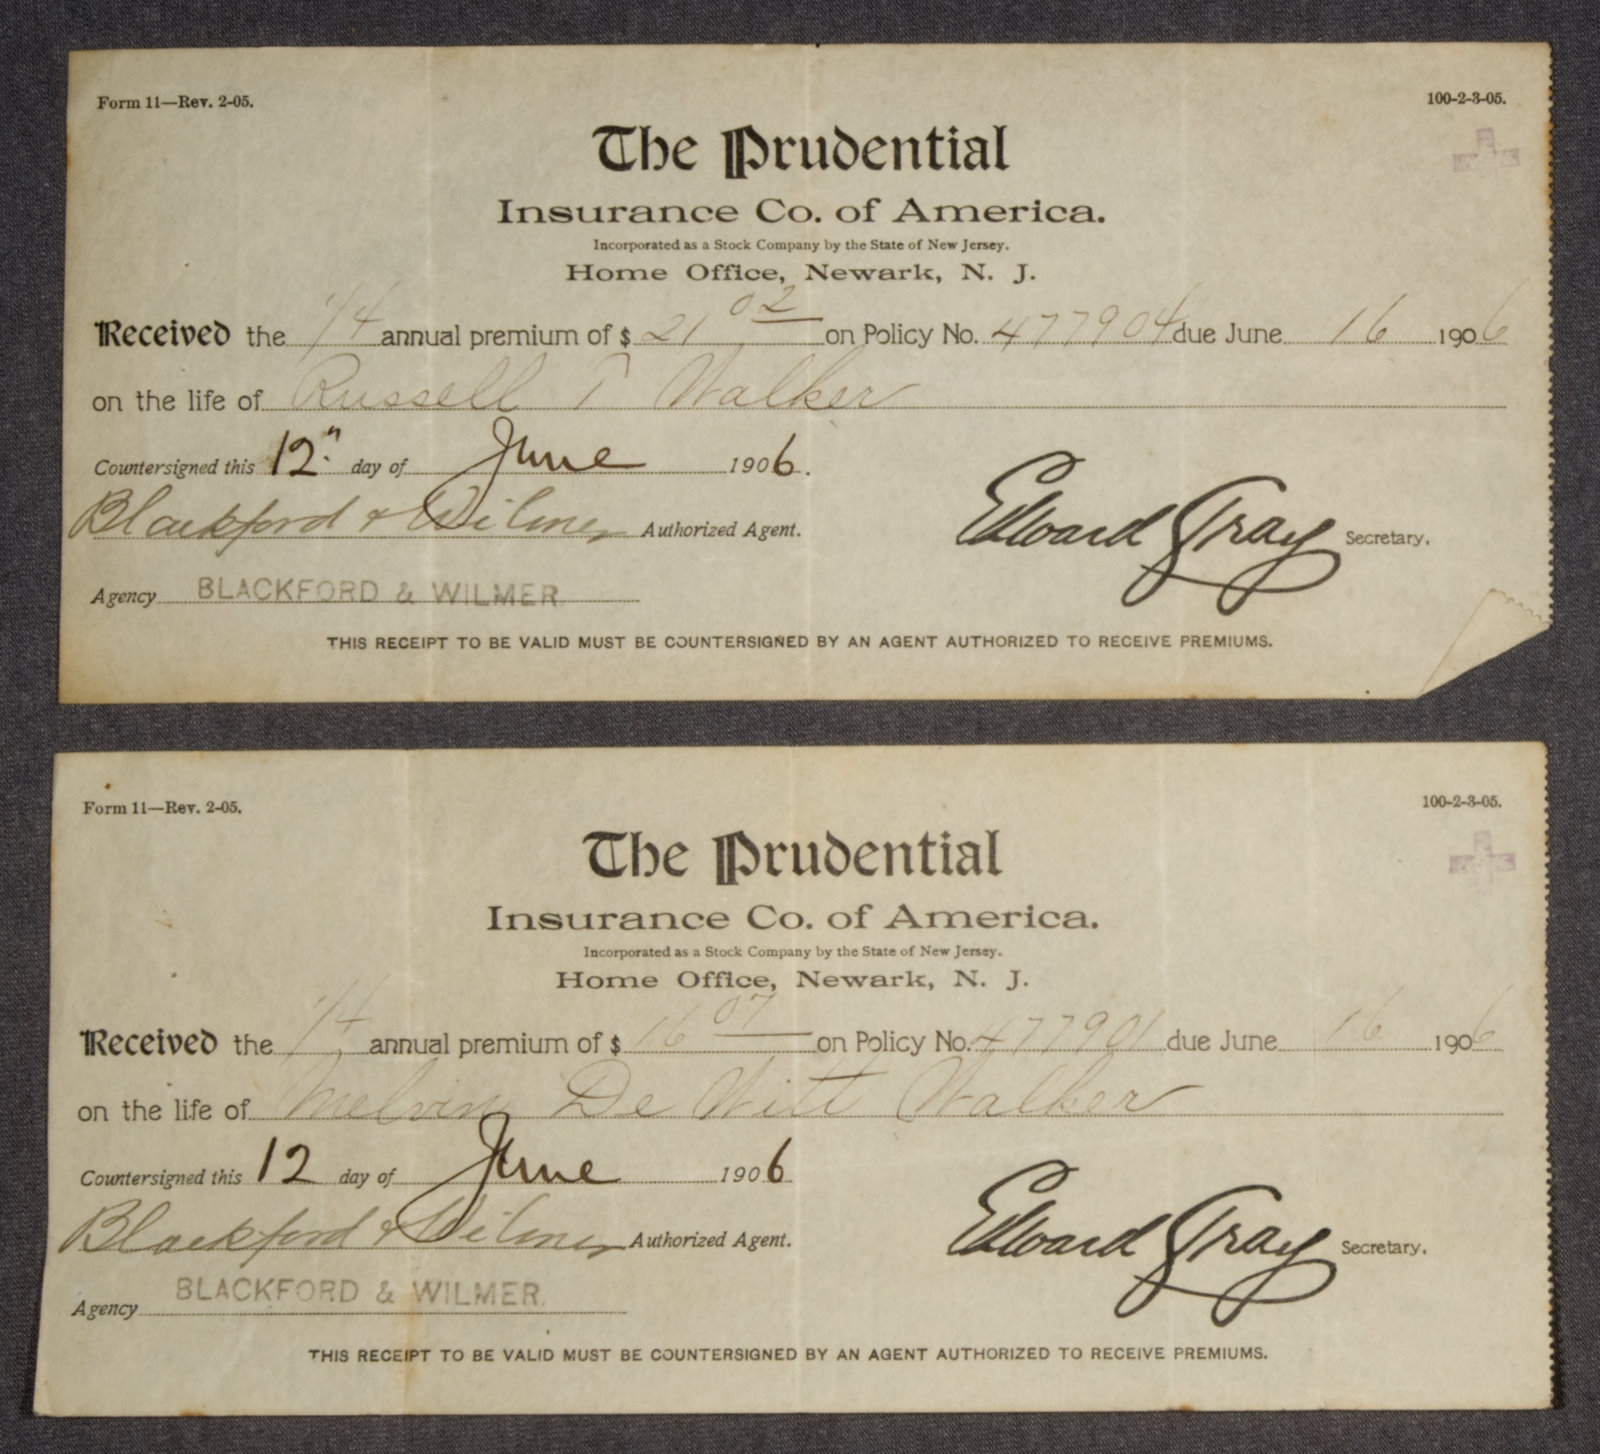 Form 11—Rev. 2-05.
100-2-3-05.
The Prudential
Insurance Co. of America.
Incorporated as a Stock Company by the State of New Jersey.
Home Office, Newark, N. J.
Received the 1/4 annual premium of $ 21 02 on Policy No. 477904 due June 16 1906
on the life of Russell T Walker
Countersigned this 12" day of June 1906.
Blackford & Wilmer Authorized Agent.
Edward Gray Secretary.
Agency BLACKFORD & WILMER
THIS RECEIPT TO BE VALID MUST BE COUNTERSIGNED BY AN AGENT AUTHORIZED TO RECEIVE PREMIUMS.
Form 11—Rev. 2-05.
100-2-3-05.
The Prudential
Insurance Co. of America.
Incorporated as a Stock Company by the State of New Jersey.
Home Office, Newark, N. J.
Received the 1/4 annual premium of $ 16 07 on Policy No. 477901 due June 16 1906
on the life of Melvin De Witt Walker
Countersigned this 12 day of June 1906
Blackford & Wilmer Authorized Agent.
Edward Gray Secretary.
Agency BLACKFORD & WILMER
THIS RECEIPT TO BE VALID MUST BE COUNTERSIGNED BY AN AGENT AUTHORIZED TO RECEIVE PREMIUMS.